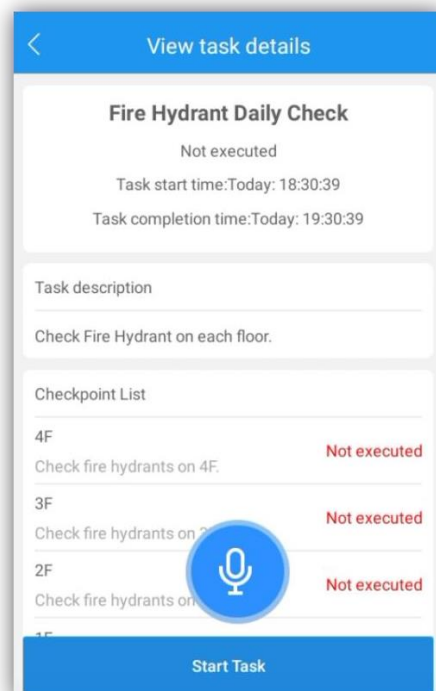 View task details
Fire Hydrant Daily Check
Not executed
Task start time:Today: 18:30:39
Task completion time:Today: 19:30:39
Task description
Check Fire Hydrant on each floor.
Checkpoint List
4F
Not executed
Check fire hydrants on 4F.
3F
Not executed
Check fire hydrants on
2F
Not executed
Check fire hydrants on
Start Task